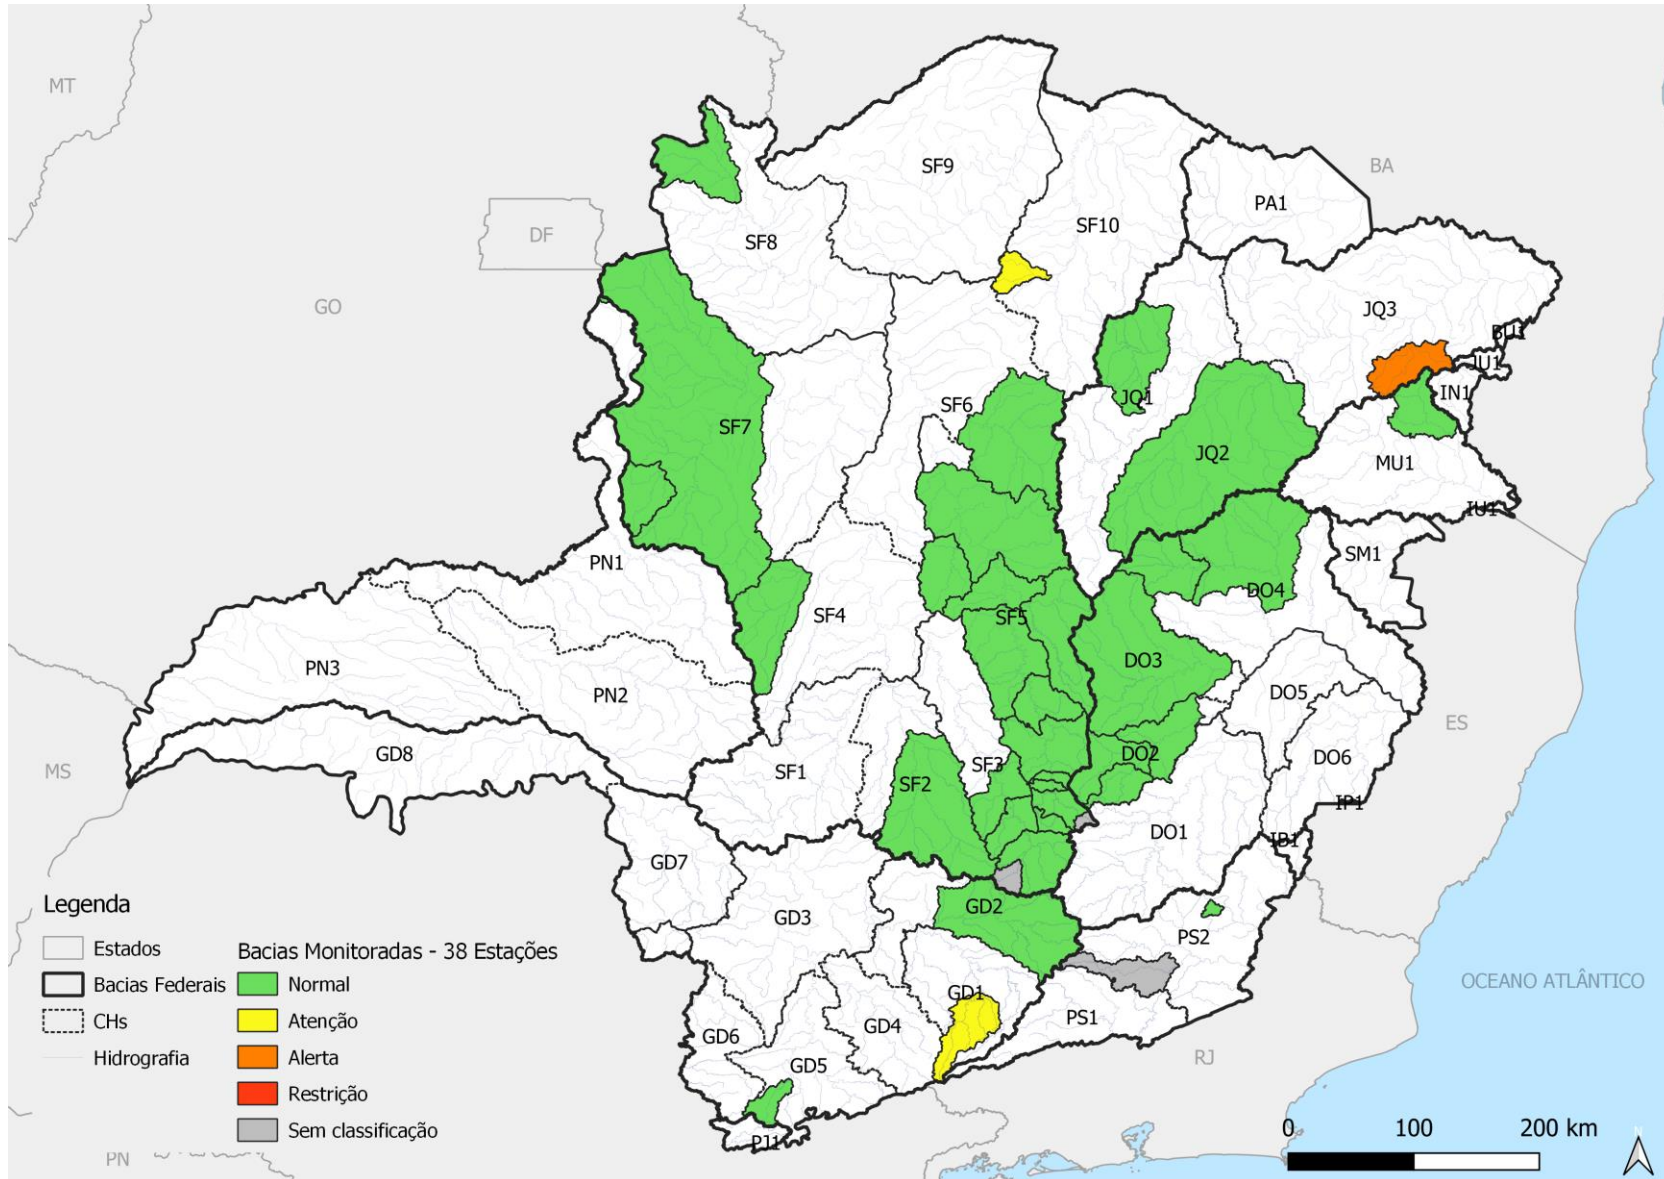 MT
SF9
BA
PA1
SF10
DF
SF8
GO
JQ3
BU1
JU1
IN1
JQ1
SF6
SF7
JQ2
MU1
IU1
SM1
PN1
DO4
SF4
SF5
DO3
PN3
PN2
DO5
ES
GD8
DO2
DO6
MS
SF1
SF2
SF3
IP1
DO1
IB1
GD7
GD2
GD3
PS2
OCEANO ATLÂNTICO
GD1
PS1
GD4
GD6
GD5
RJ
PJ1
PN
Legenda
Estados
Bacias Federais
CHs
Hidrografia
Bacias Monitoradas - 38 Estações
Normal
Atenção
Alerta
Restrição
Sem classificação
0 100 200 km
N